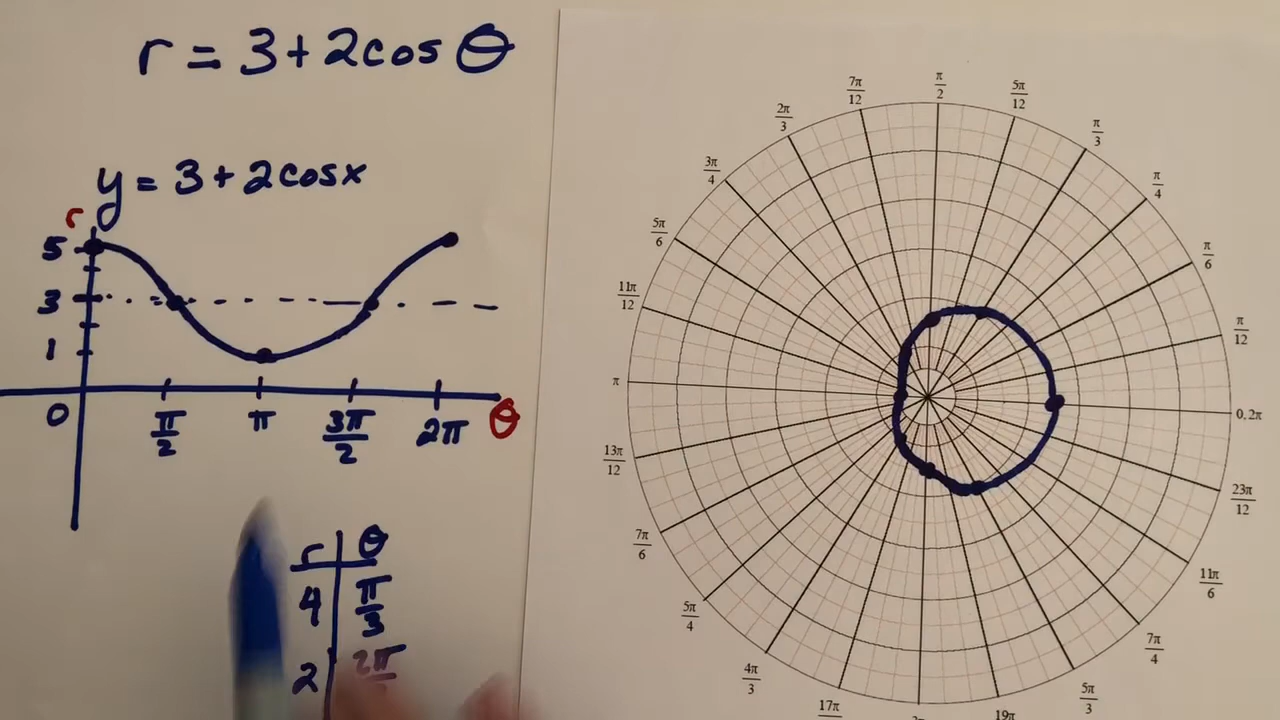 r = 3 + 2cos θ
y = 3 + 2cosx
r
5
3
1
0
π/2
π
3π/2
2π
θ
r θ
4 π/3
2
π/2
5π/12
π/3
π/4
π/6
π/12
0, 2π
23π/12
11π/6
7π/4
5π/3
19π
17π
4π/3
5π/4
7π/6
13π/12
π
11π/12
5π/6
3π/4
2π/3
7π/12